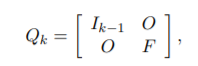 Q_k = [ I_{k−1} O
O F ],